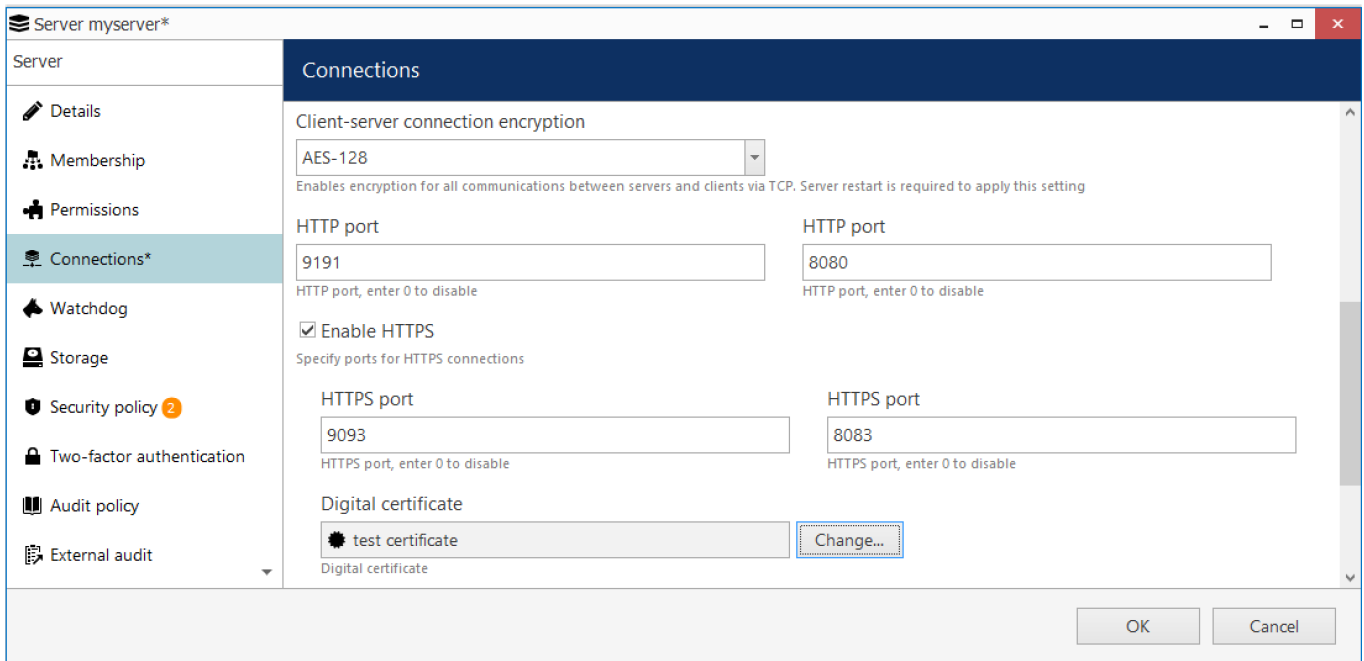 Server myserver*
Server
Details
Membership
Permissions
Connections*
Watchdog
Storage
Security policy 2
Two-factor authentication
Audit policy
External audit
Connections
Client-server connection encryption
AES-128
Enables encryption for all communications between servers and clients via TCP. Server restart is required to apply this setting
HTTP port HTTP port
9191 8080
HTTP port, enter 0 to disable HTTP port, enter 0 to disable
Enable HTTPS
Specify ports for HTTPS connections
HTTPS port HTTPS port
9093 8083
HTTPS port, enter 0 to disable HTTPS port, enter 0 to disable
Digital certificate
test certificate Change...
Digital certificate
OK Cancel